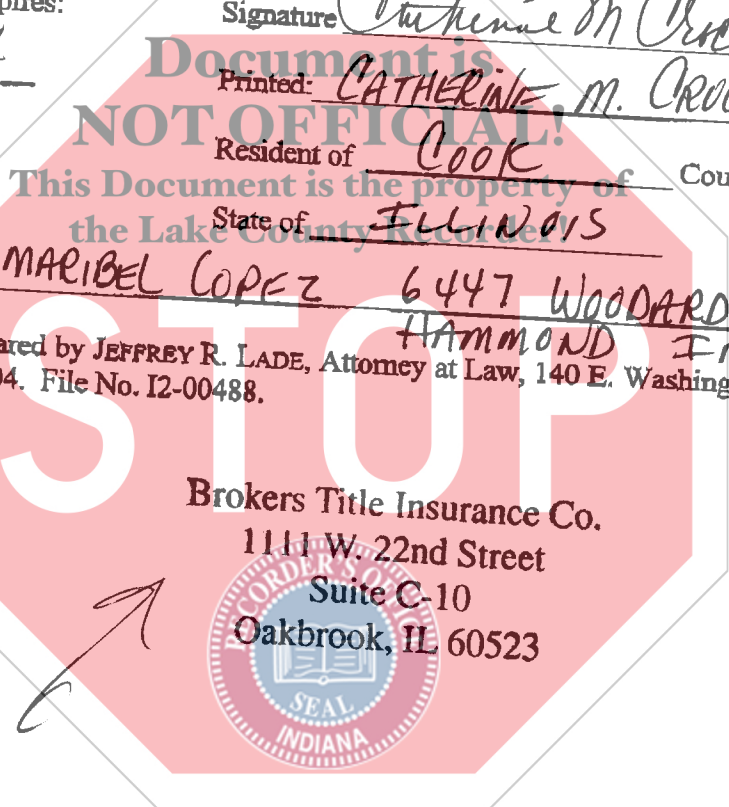 pires:
Signature
Document is
Printed: CATHERINE M. CROO
NOT OFFICIAL!
Resident of COOK Cou
This Document is the property of
State of ILLINOIS
the Lake County Recorder!
MARIBEL LOPEZ 6447 WOODARD
HAMMOND IN
ared by JEFFREY R. LADE, Attorney at Law, 140 E. Washing
04. File No. I2-00488.
STOP
Brokers Title Insurance Co.
1111 W. 22nd Street
Suite C-10
Oakbrook, IL 60523
RECORDER'S OFFICE
SEAL
INDIANA